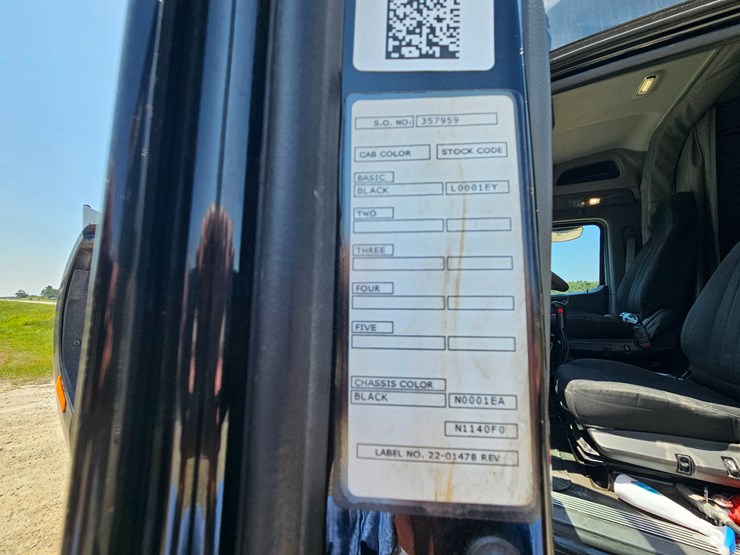 S.O. NO: 357959
CAB COLOR STOCK CODE
BASIC
BLACK L0001EY
TWO
THREE
FOUR
FIVE
CHASSIS COLOR
BLACK N0001EA
N1140F0
LABEL NO. 22-01478 REV